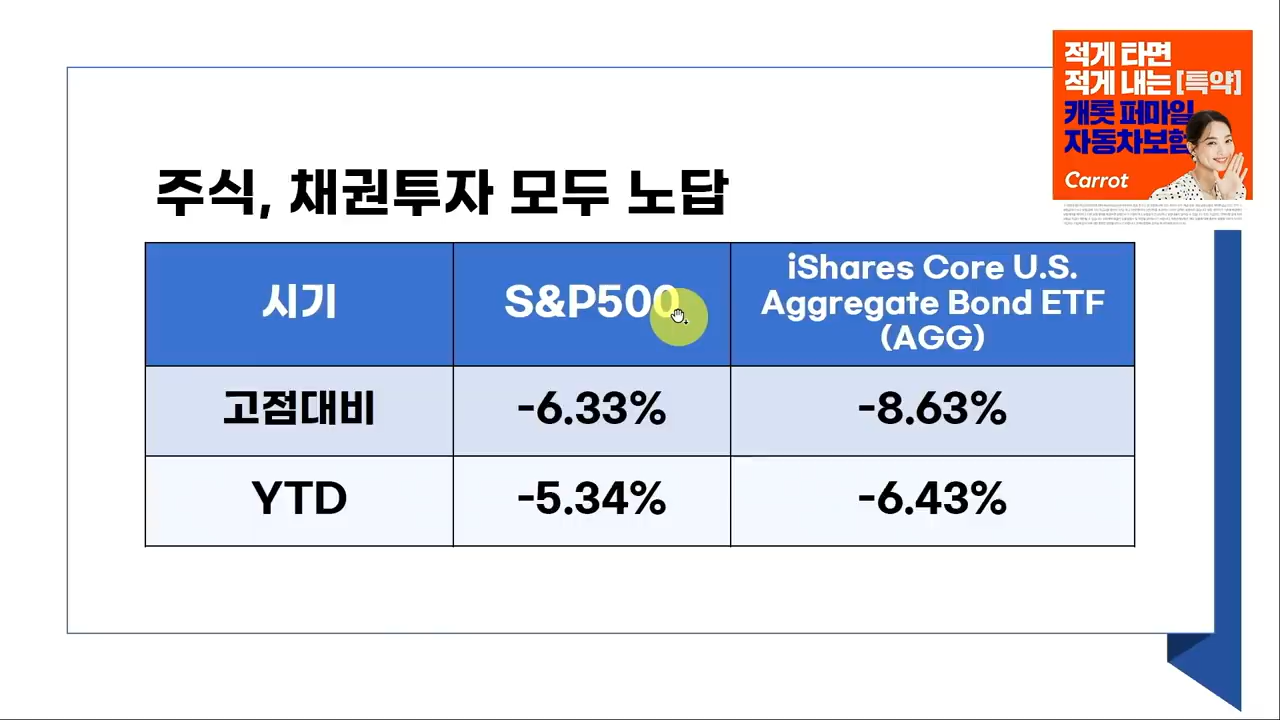 적게 타면
적게 내는 [특약]
캐롯 퍼마일
자동차보험
Carrot
주식, 채권투자 모두 노답
시기
S&P500
iShares Core U.S.
Aggregate Bond ETF
(AGG)
고점대비
-6.33%
-8.63%
YTD
-5.34%
-6.43%